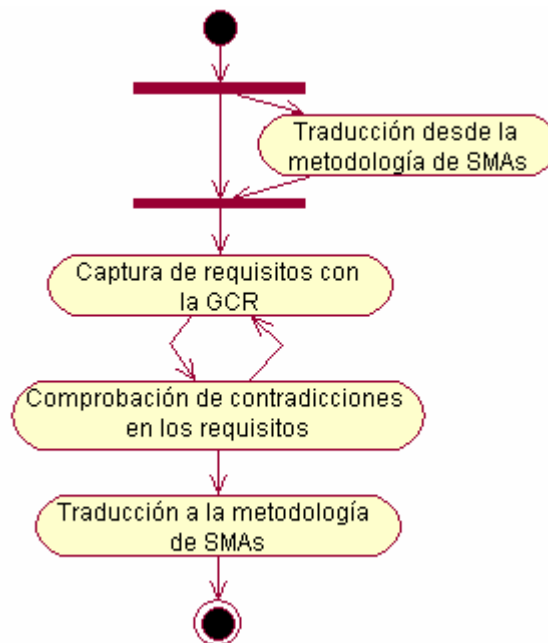 Traducción desde la
metodología de SMAs
Captura de requisitos con
la GCR
Comprobación de contradicciones
en los requisitos
Traducción a la metodología
de SMAs